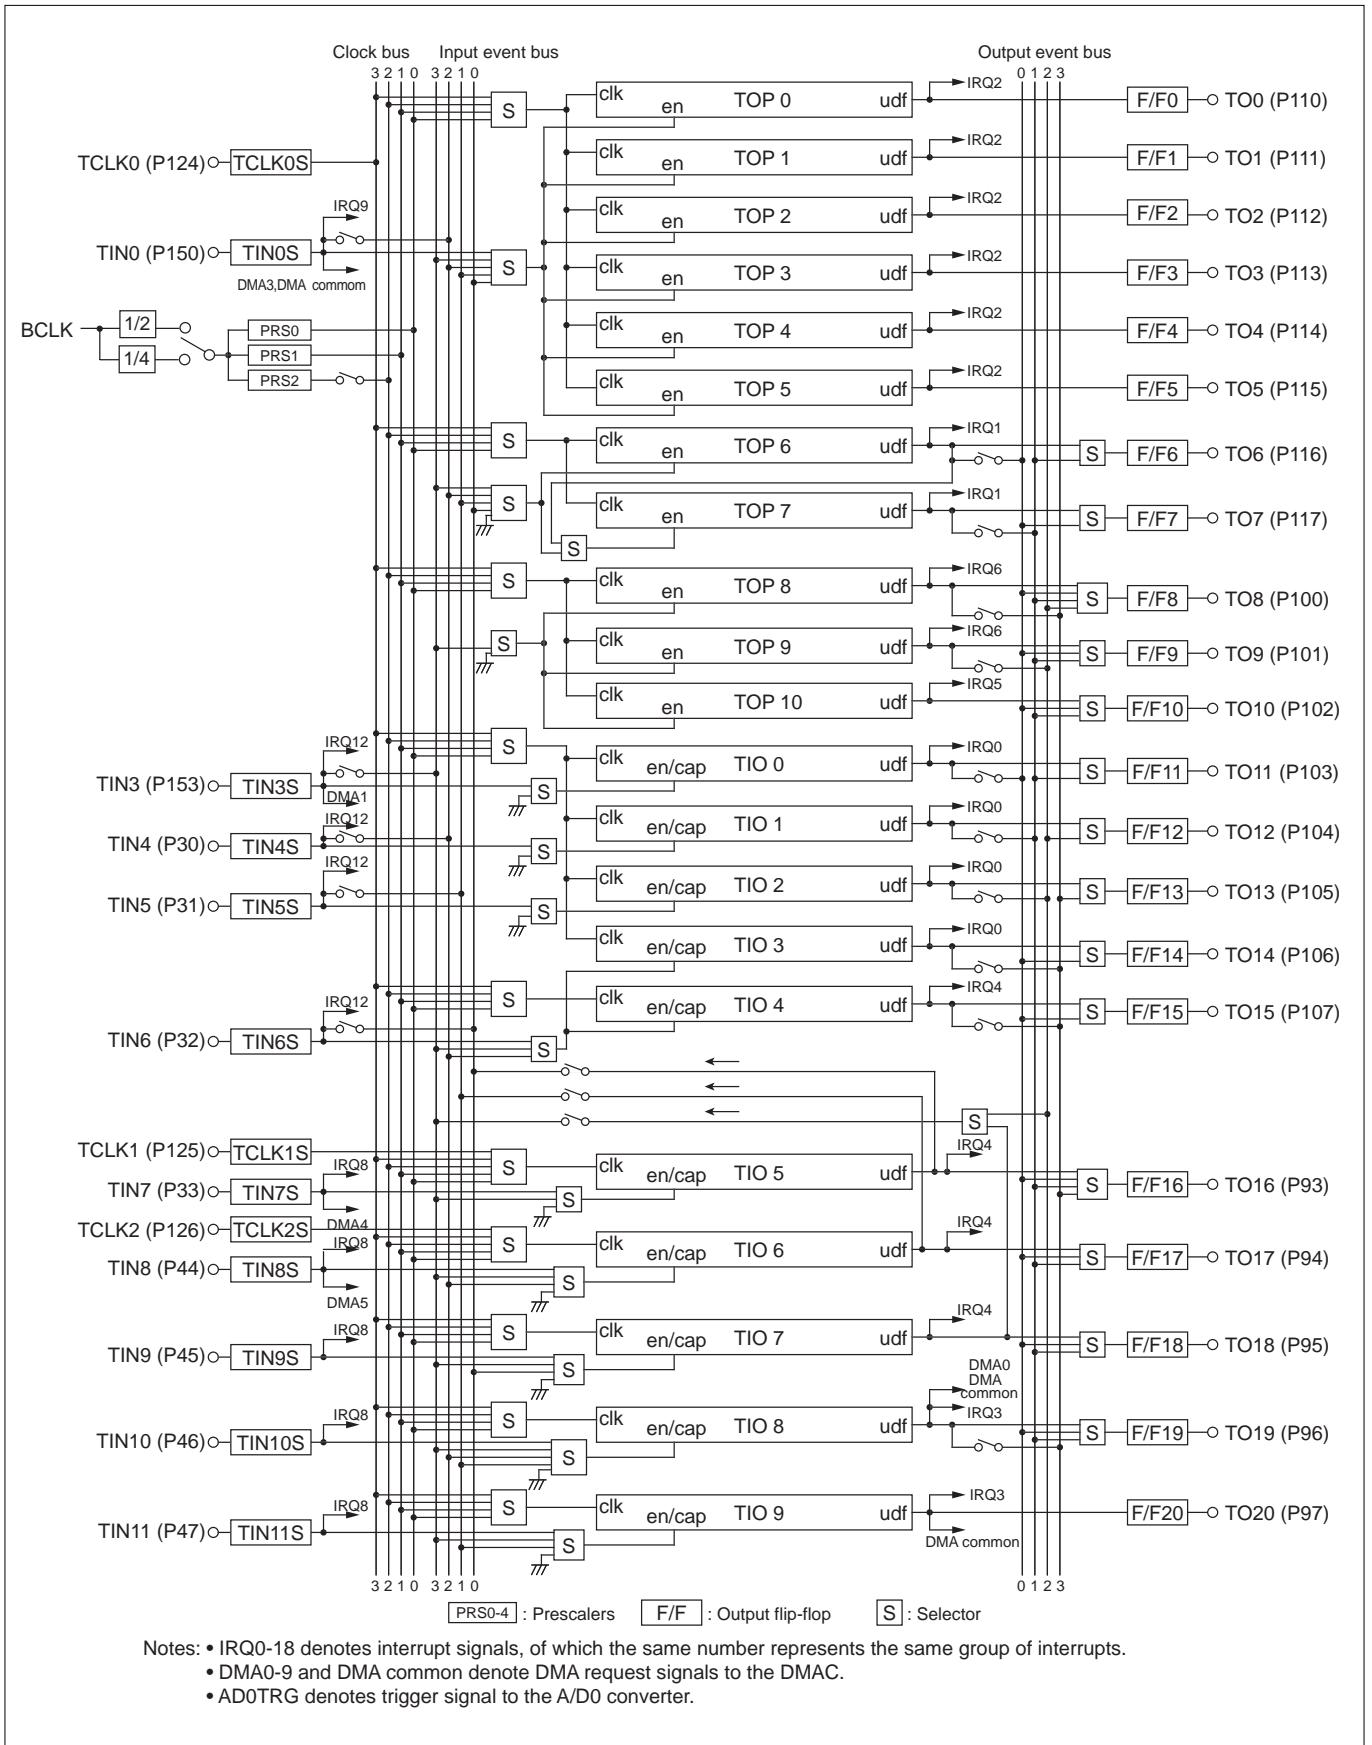 Clock bus Input event bus Output event bus
3 2 1 0 3 2 1 0 0 1 2 3
S clk en TOP 0 udf IRQ2 F/F0 TO0 (P110)
TCLK0 (P124) TCLK0S clk en TOP 1 udf IRQ2 F/F1 TO1 (P111)
IRQ9 clk en TOP 2 udf IRQ2 F/F2 TO2 (P112)
TIN0 (P150) TIN0S S clk en TOP 3 udf IRQ2 F/F3 TO3 (P113)
DMA3,DMA commom
BCLK 1/2 PRS0 clk en TOP 4 udf IRQ2 F/F4 TO4 (P114)
1/4 PRS1
PRS2 clk en TOP 5 udf IRQ2 F/F5 TO5 (P115)
S clk en TOP 6 udf IRQ1 S F/F6 TO6 (P116)
S clk en TOP 7 udf IRQ1 S F/F7 TO7 (P117)
S
S clk en TOP 8 udf IRQ6 S F/F8 TO8 (P100)
S clk en TOP 9 udf IRQ6 S F/F9 TO9 (P101)
clk en TOP 10 udf IRQ5 S F/F10 TO10 (P102)
IRQ12 S clk en/cap TIO 0 udf IRQ0 S F/F11 TO11 (P103)
TIN3 (P153) TIN3S S
DMA1
IRQ12 clk en/cap TIO 1 udf IRQ0 S F/F12 TO12 (P104)
TIN4 (P30) TIN4S S
IRQ12 clk en/cap TIO 2 udf IRQ0 S F/F13 TO13 (P105)
TIN5 (P31) TIN5S S
clk en/cap TIO 3 udf IRQ0 S F/F14 TO14 (P106)
IRQ12 S clk en/cap TIO 4 udf IRQ4 S F/F15 TO15 (P107)
TIN6 (P32) TIN6S S
S
TCLK1 (P125) TCLK1S IRQ4
IRQ8 S clk en/cap TIO 5 udf S F/F16 TO16 (P93)
TIN7 (P33) TIN7S S
DMA4
TCLK2 (P126) TCLK2S IRQ4
IRQ8 S clk en/cap TIO 6 udf S F/F17 TO17 (P94)
TIN8 (P44) TIN8S S
DMA5
IRQ8 S clk en/cap TIO 7 udf IRQ4 S F/F18 TO18 (P95)
TIN9 (P45) TIN9S S
DMA0
DMA
common
IRQ8 S clk en/cap TIO 8 udf IRQ3 S F/F19 TO19 (P96)
TIN10 (P46) TIN10S S
IRQ8 S clk en/cap TIO 9 udf IRQ3 F/F20 TO20 (P97)
TIN11 (P47) TIN11S S DMA common
3 2 1 0 3 2 1 0 0 1 2 3
PRS0-4 : Prescalers F/F : Output flip-flop S : Selector
Notes: • IRQ0-18 denotes interrupt signals, of which the same number represents the same group of interrupts.
• DMA0-9 and DMA common denote DMA request signals to the DMAC.
• AD0TRG denotes trigger signal to the A/D0 converter.